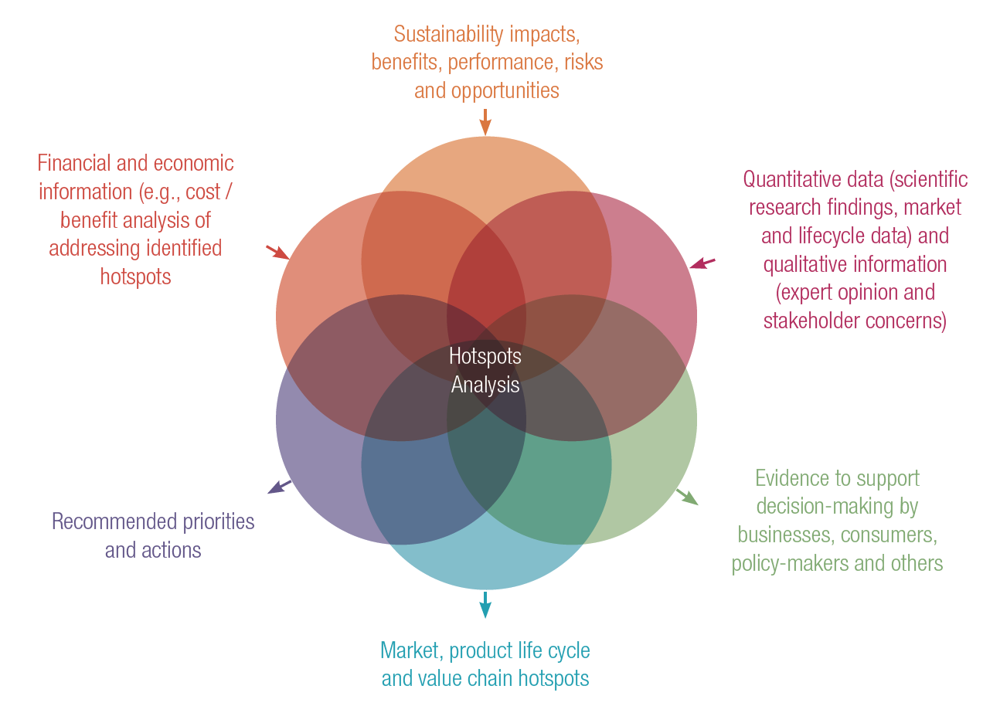 Sustainability impacts,
benefits, performance, risks
and opportunities
Financial and economic
information (e.g., cost /
benefit analysis of
addressing identified
hotspots
Quantitative data (scientific
research findings, market
and lifecycle data) and
qualitative information
(expert opinion and
stakeholder concerns)
Hotspots
Analysis
Recommended priorities
and actions
Evidence to support
decision-making by
businesses, consumers,
policy-makers and others
Market, product life cycle
and value chain hotspots